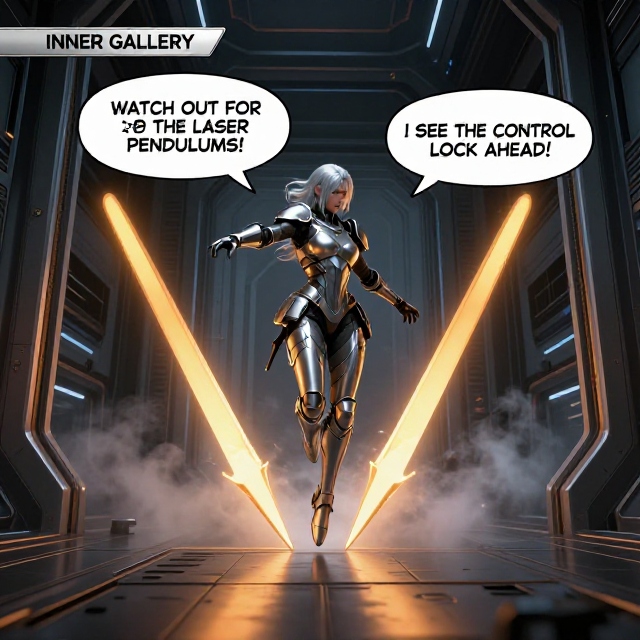 INNER GALLERY
WATCH OUT FOR
THE LASER
PENDULUMS!
I SEE THE CONTROL
LOCK AHEAD!